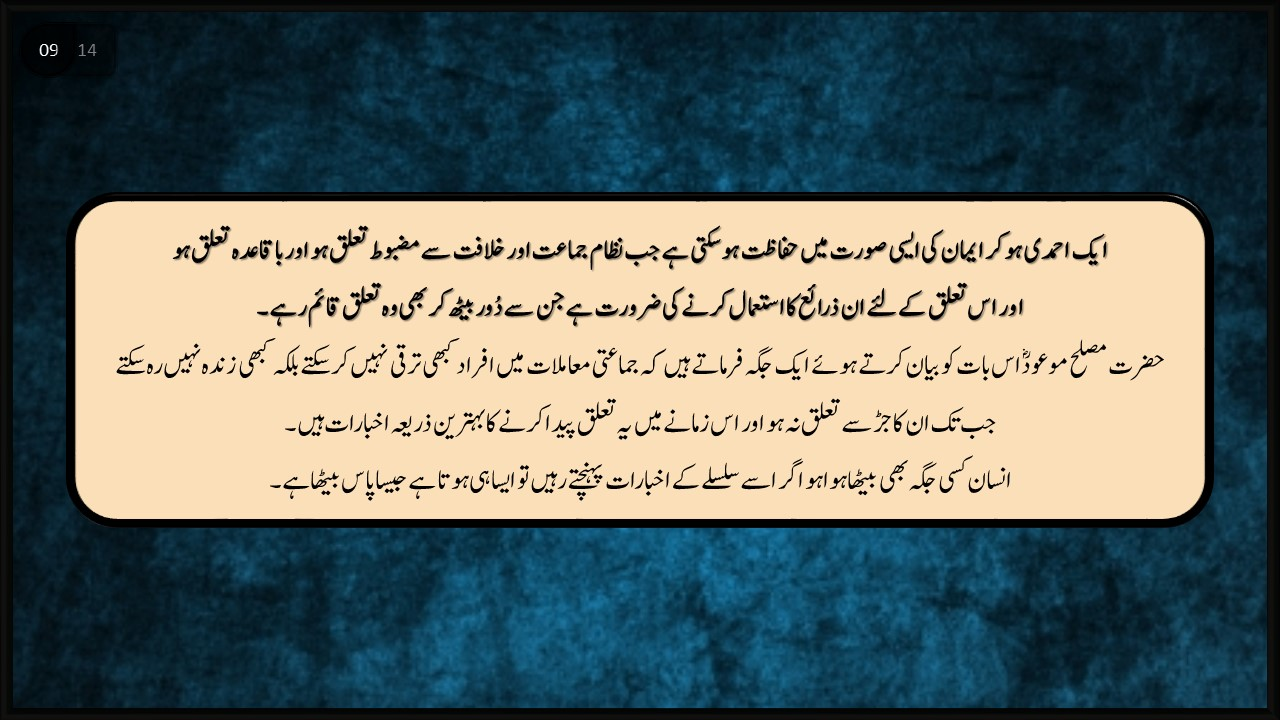 09 14
ایک احمدی ہو کر ایمان کی ایسی صورت میں حفاظت ہو سکتی ہے جب نظام جماعت اور خلافت سے مضبوط تعلق ہو اور باقاعدہ تعلق ہو
اور اس تعلق کے لئے ان ذرائع کا استعمال کرنے کی ضرورت ہے جن سے دُور بیٹھ کر بھی وہ تعلق قائم رہے۔
حضرت مصلح موعودؓ اس بات کو بیان کرتے ہوئے ایک جگہ فرماتے ہیں کہ جماعتی معاملات میں افراد کبھی ترقی نہیں کر سکتے بلکہ کبھی زندہ نہیں رہ سکتے
جب تک ان کا جڑ سے تعلق نہ ہو اور اس زمانے میں یہ تعلق پیدا کرنے کا بہترین ذریعہ اخبارات ہیں۔
انسان کسی جگہ بھی بیٹھا ہوا ہو اگر اسے سلسلے کے اخبارات پہنچتے رہیں تو ایسا ہی ہوتا ہے جیسا پاس بیٹھا ہے۔